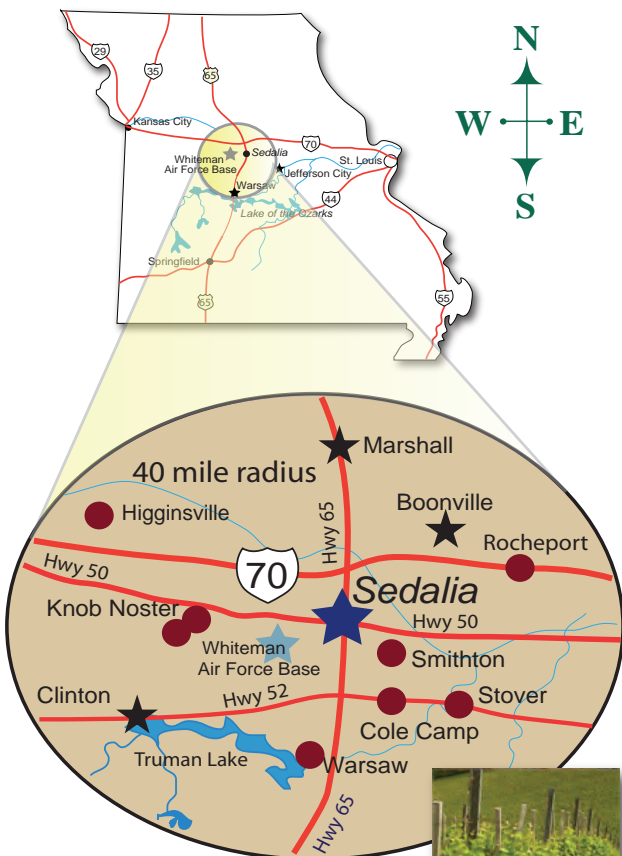 N
W E
S
29
35
65
Kansas City
70
Sedalia
Whiteman
Air Force Base
St. Louis
Jefferson City
Warsaw
44
Lake of the Ozarks
Springfield
65
55
Marshall
40 mile radius
Hwy 65
Boonville
Higginsville
Rocheport
Hwy 50
70
Sedalia
Knob Noster
Hwy 50
Whiteman
Air Force Base
Smithton
Clinton
Hwy 52
Stover
Cole Camp
Truman Lake
Warsaw
Hwy 65